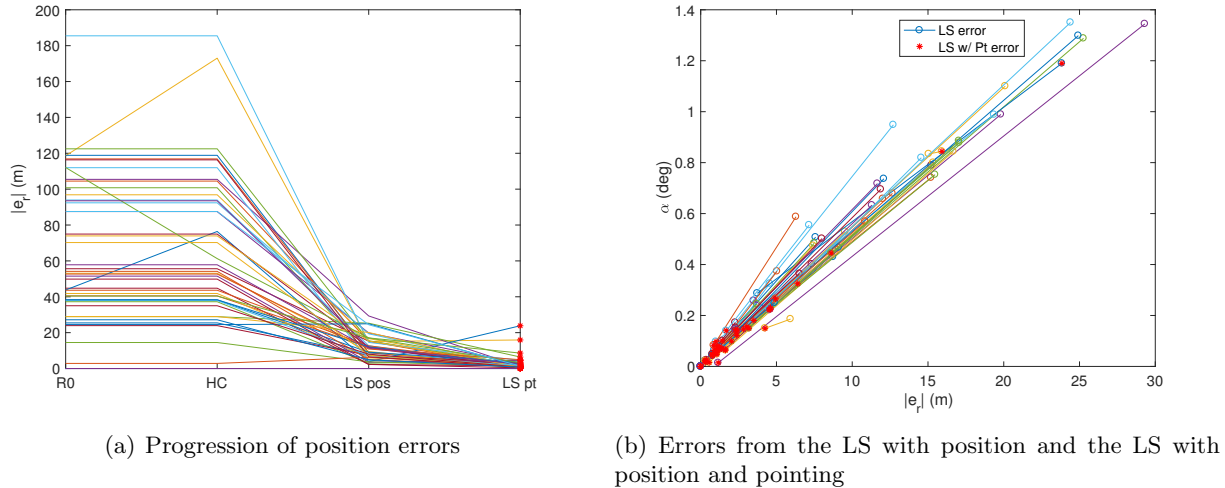 200
180
160
140
120
100
80
60
40
20
0
|e_r| (m)
R0 HC LS pos LS pt
1.4
1.2
1
0.8
0.6
0.4
0.2
0
α (deg)
LS error
LS w/ Pt error
0 5 10 15 20 25 30
|e_r| (m)
(a) Progression of position errors
(b) Errors from the LS with position and the LS with
position and pointing